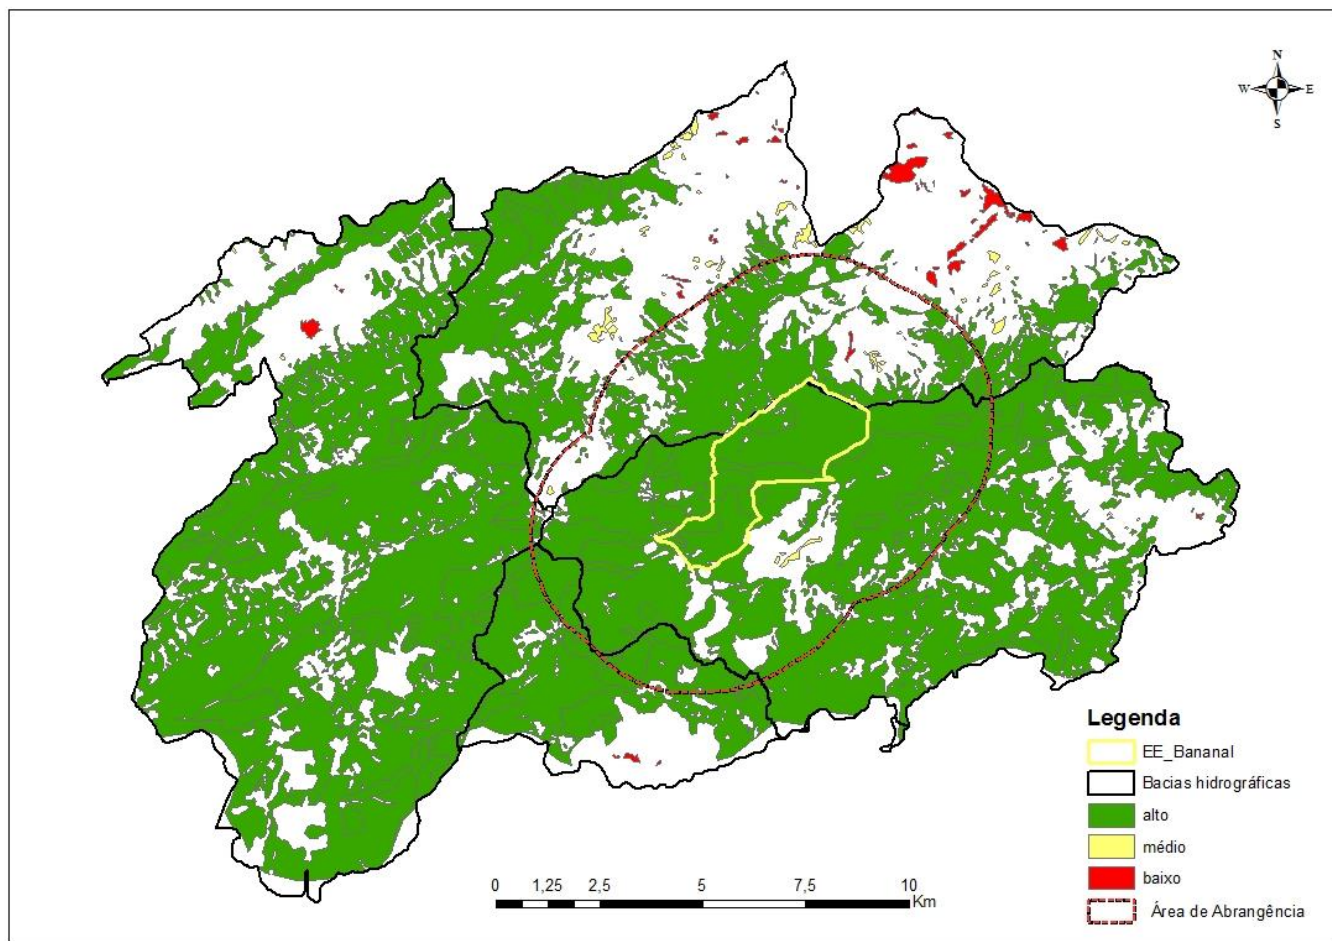 N
W E
S
Legenda
EE_Bananal
Bacias hidrográficas
alto
médio
baixo
Área de Abrangência
0 1,25 2,5 5 7,5 10
Km